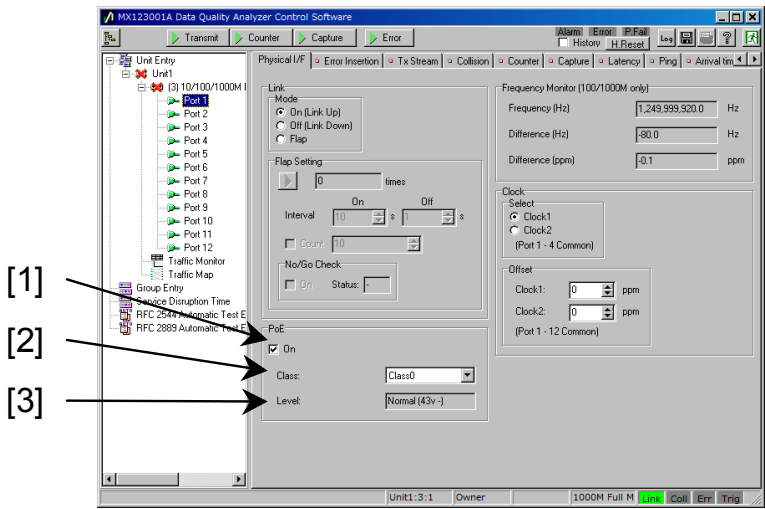 MX123001A Data Quality Analyzer Control Software
Transmit Counter Capture Error
Alarm Error P.Fail
History H.Reset
Log
Unit Entry
Unit1
(3) 10/100/1000M I
Port 1
Port 2
Port 3
Port 4
Port 5
Port 6
Port 7
Port 8
Port 9
Port 10
Port 11
Port 12
Traffic Monitor
Traffic Map
Group Entry
Service Disruption Time
RFC 2544 Automatic Test E
RFC 2889 Automatic Test E
Physical I/F Error Insertion Tx Stream Collision Counter Capture Latency Ping Arrival tim
Link
Mode
On (Link Up)
Off (Link Down)
Flap
Flap Setting
0 times
On Off
Interval 10 s 1 s
Count 10
No/Go Check
On Status: -
PoE
On
Class: Class0
Level: Normal (43v -)
Frequency Monitor (100/1000M only)
Frequency (Hz) 1,249,999,920.0 Hz
Difference (Hz) -80.0 Hz
Difference (ppm) -0.1 ppm
Clock
Select
Clock1
Clock2
(Port 1 - 4 Common)
Offset
Clock1: 0 ppm
Clock2: 0 ppm
(Port 1 - 12 Common)
[1]
[2]
[3]
Unit1:3:1 Owner 1000M Full M Link Coll Err Trig